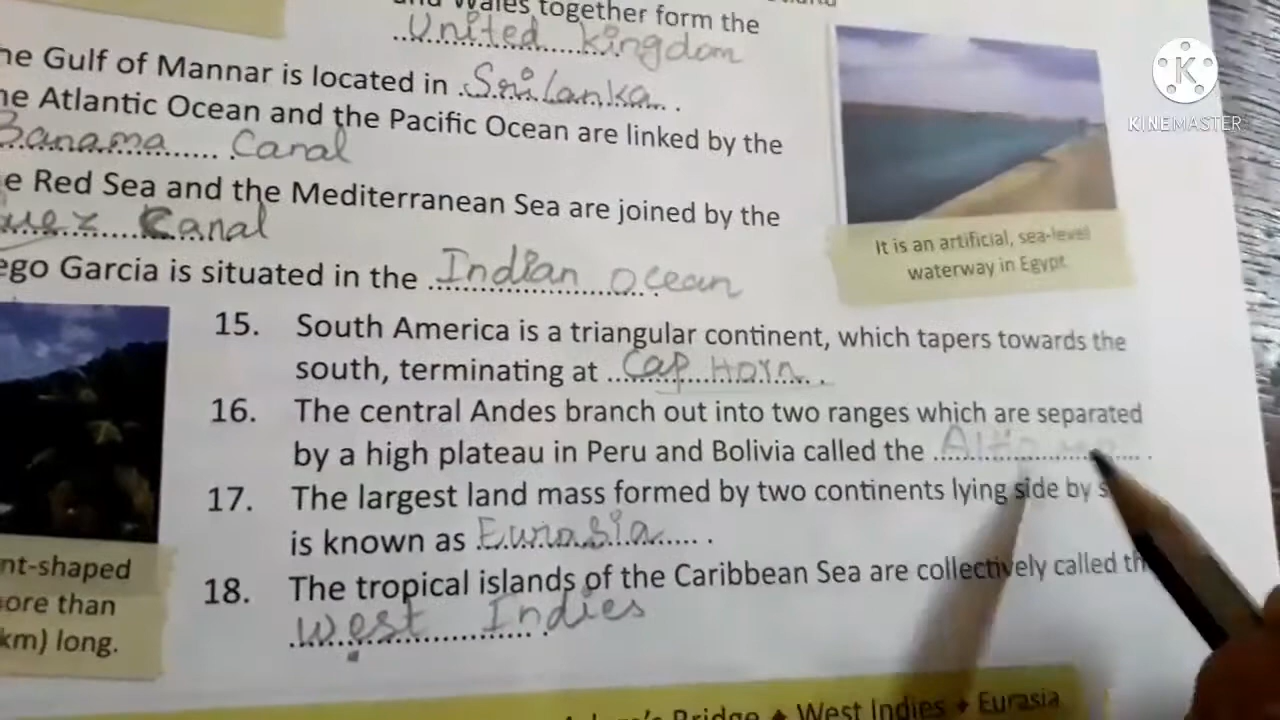 and Wales together form the
United kingdom
he Gulf of Mannar is located in Sri Lanka.
he Atlantic Ocean and the Pacific Ocean are linked by the
Banama Canal
e Red Sea and the Mediterranean Sea are joined by the
uez Canal
ego Garcia is situated in the Indian ocean
KINEMASTER
It is an artificial, sea-level
waterway in Egypt.
15. South America is a triangular continent, which tapers towards the
south, terminating at Cap Horn.
16. The central Andes branch out into two ranges which are separated
by a high plateau in Peru and Bolivia called the
17. The largest land mass formed by two continents lying side by s
is known as Eurasia.
18. The tropical islands of the Caribbean Sea are collectively called th
West Indies.
nt-shaped
ore than
km) long.
Bridge ♦ West Indies ♦ Eurasia